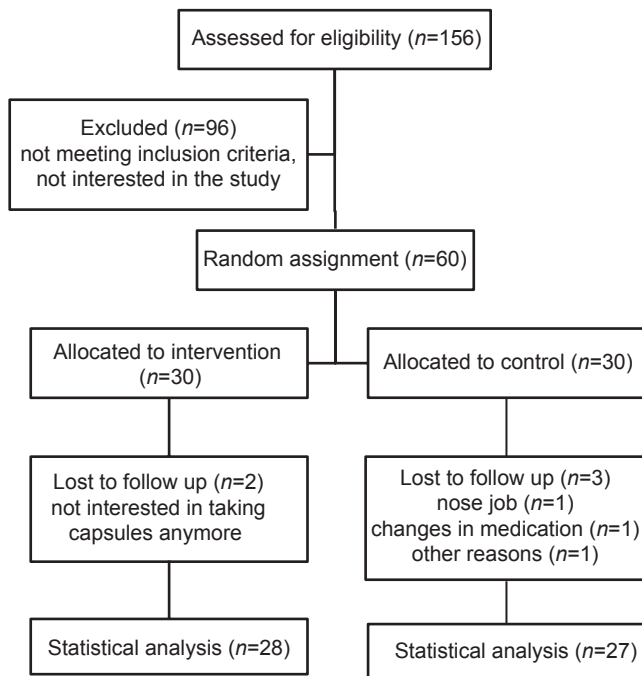 Assessed for eligibility (n=156)
Excluded (n=96)
not meeting inclusion criteria,
not interested in the study
Random assignment (n=60)
Allocated to intervention
(n=30)
Allocated to control (n=30)
Lost to follow up (n=2)
not interested in taking
capsules anymore
Lost to follow up (n=3)
nose job (n=1)
changes in medication (n=1)
other reasons (n=1)
Statistical analysis (n=28)
Statistical analysis (n=27)